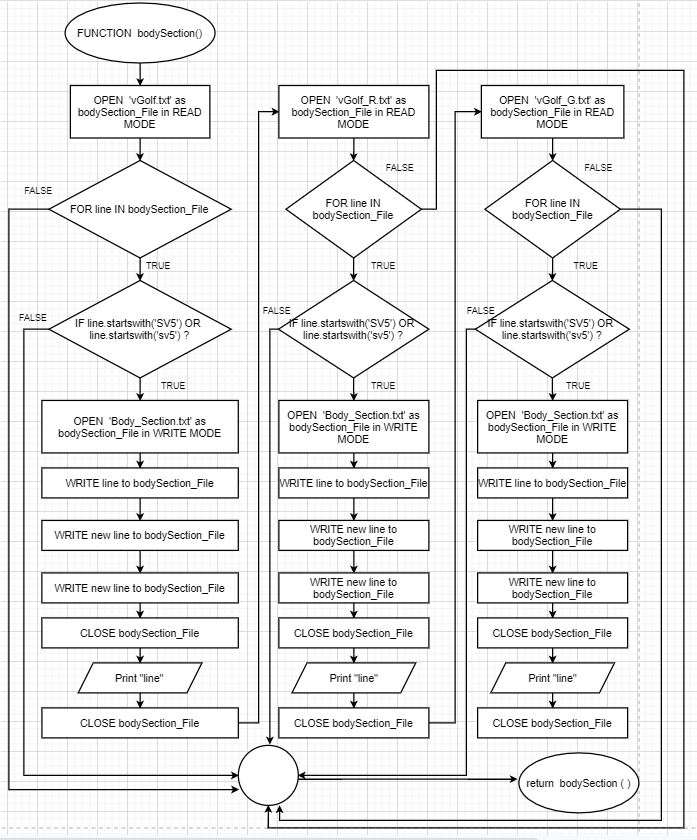 FUNCTION bodySection()
OPEN 'vGolf.txt' as
bodySection_File in READ
MODE
FALSE
FOR line IN bodySection_File
TRUE
FALSE
IF line.startswith('SV5') OR
line.startswith('sv5') ?
TRUE
OPEN 'Body_Section.txt' as
bodySection_File in WRITE MODE
WRITE line to bodySection_File
WRITE new line to bodySection_File
WRITE new line to bodySection_File
CLOSE bodySection_File
Print "line"
CLOSE bodySection_File
OPEN 'vGolf_R.txt' as
bodySection_File in READ
MODE
FALSE
FOR line IN
bodySection_File
TRUE
FALSE
IF line.startswith('SV5') OR
line.startswith('sv5') ?
TRUE
OPEN 'Body_Section.txt' as
bodySection_File in WRITE
MODE
WRITE line to bodySection_File
WRITE new line to
bodySection_File
WRITE new line to
bodySection_File
CLOSE bodySection_File
Print "line"
CLOSE bodySection_File
OPEN 'vGolf_G.txt' as
bodySection_File in READ
MODE
FALSE
FOR line IN
bodySection_File
TRUE
FALSE
IF line.startswith('SV5') OR
line.startswith('sv5') ?
TRUE
OPEN 'Body_Section.txt' as
bodySection_File in WRITE
MODE
WRITE line to bodySection_File
WRITE new line to
bodySection_File
WRITE new line to
bodySection_File
CLOSE bodySection_File
Print "line"
CLOSE bodySection_File
return bodySection ( )